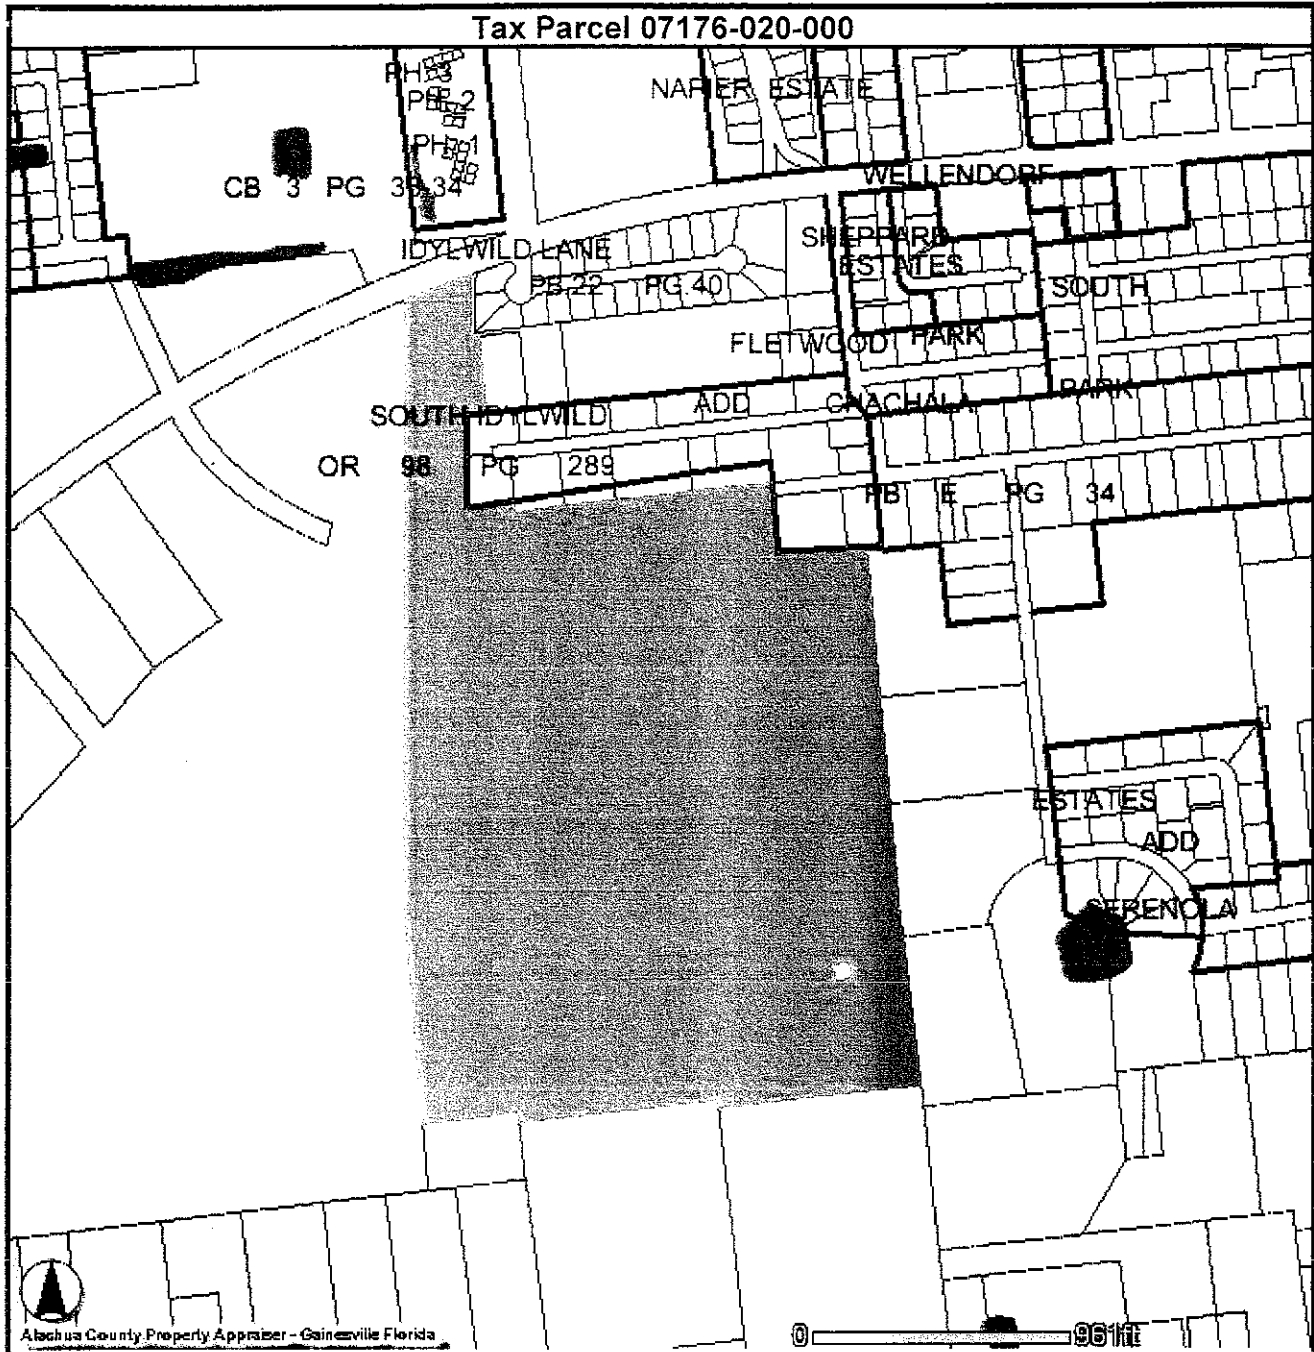 Tax Parcel 07176-020-000
PH 3
PH 2
NAPIER ESTATE
PH 1
CB 3 PG 33,34
WELLENDORF
IDYLWILD LANE
SHEPPARD
ESTATES
PB 22 PG 40
SOUTH
FLETWOOD PARK
SOUTH IDYLWILD ADD CHACHALA PARK
OR 98 PG 289
PB E PG 34
ESTATES
ADD
SERENOLA
Alachua County Property Appraiser - Gainesville Florida
0 961ft